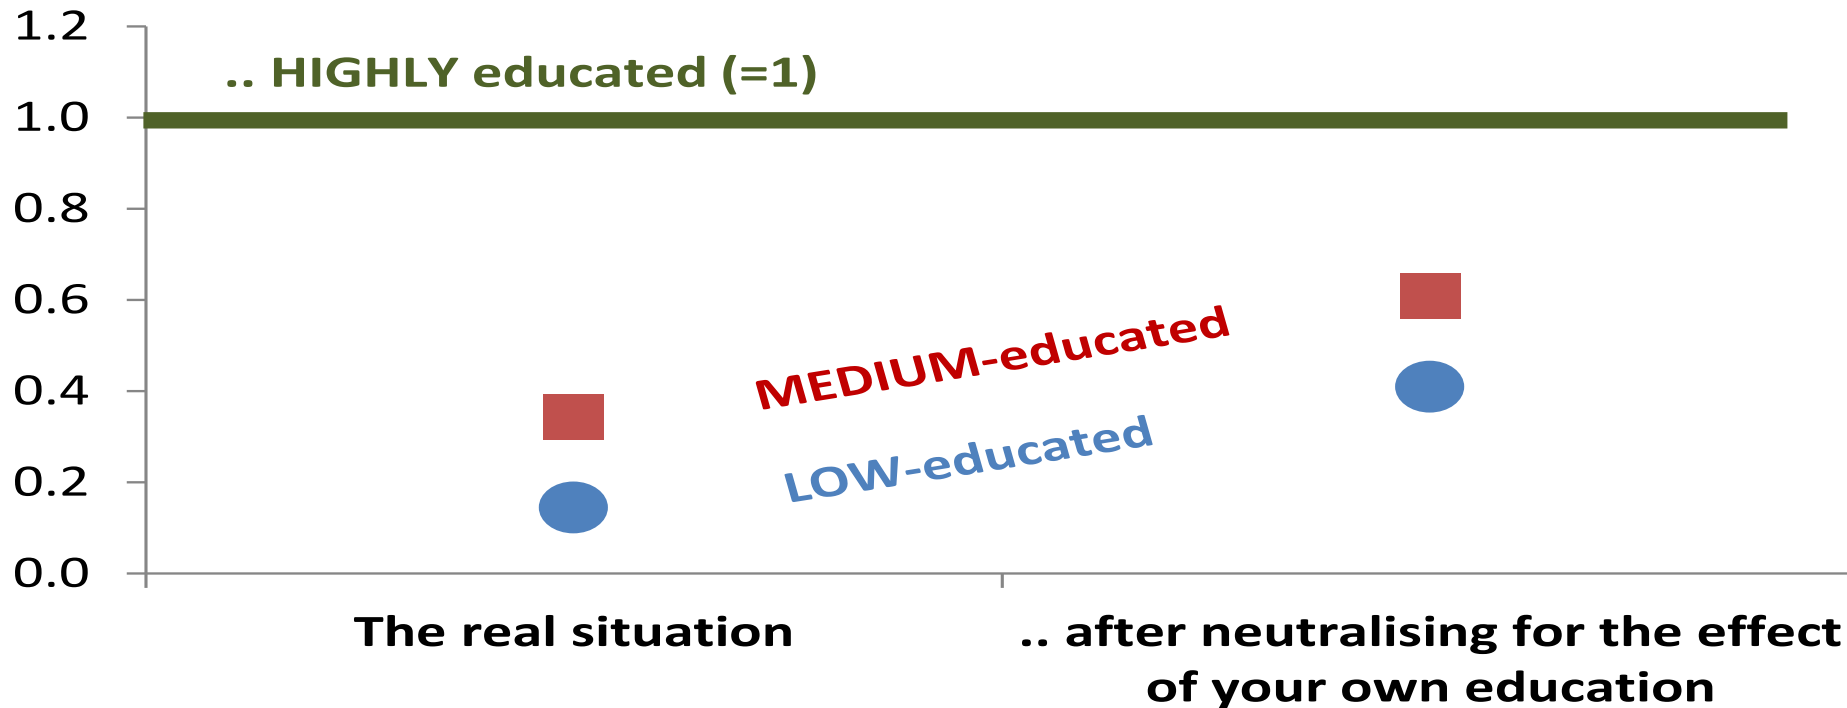 1.2
.. HIGHLY educated (=1)
1.0
0.8
0.6
MEDIUM-educated
0.4
LOW-educated
0.2
0.0
The real situation
.. after neutralising for the effect
of your own education